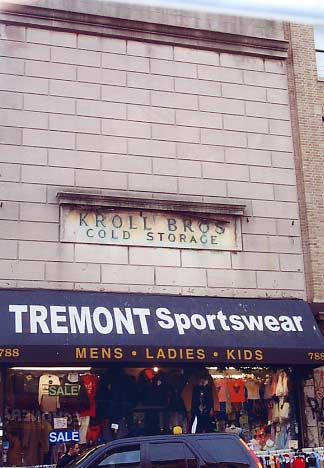 KROLL BROS
COLD STORAGE
TREMONT Sportswear
788 MENS • LADIES • KIDS 788
SALE
SALE